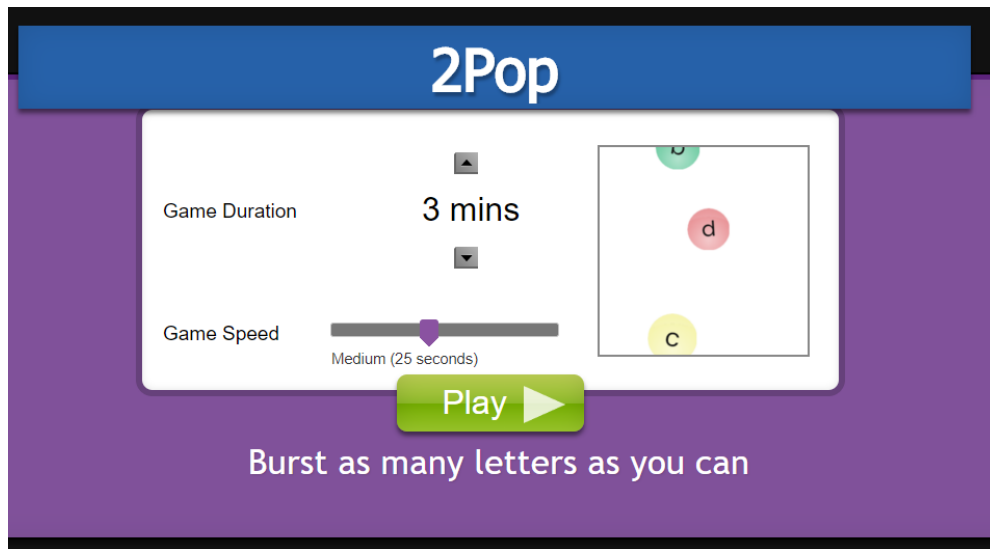 2Pop
Game Duration
3 mins
Game Speed
Medium (25 seconds)
b
d
c
Play
Burst as many letters as you can